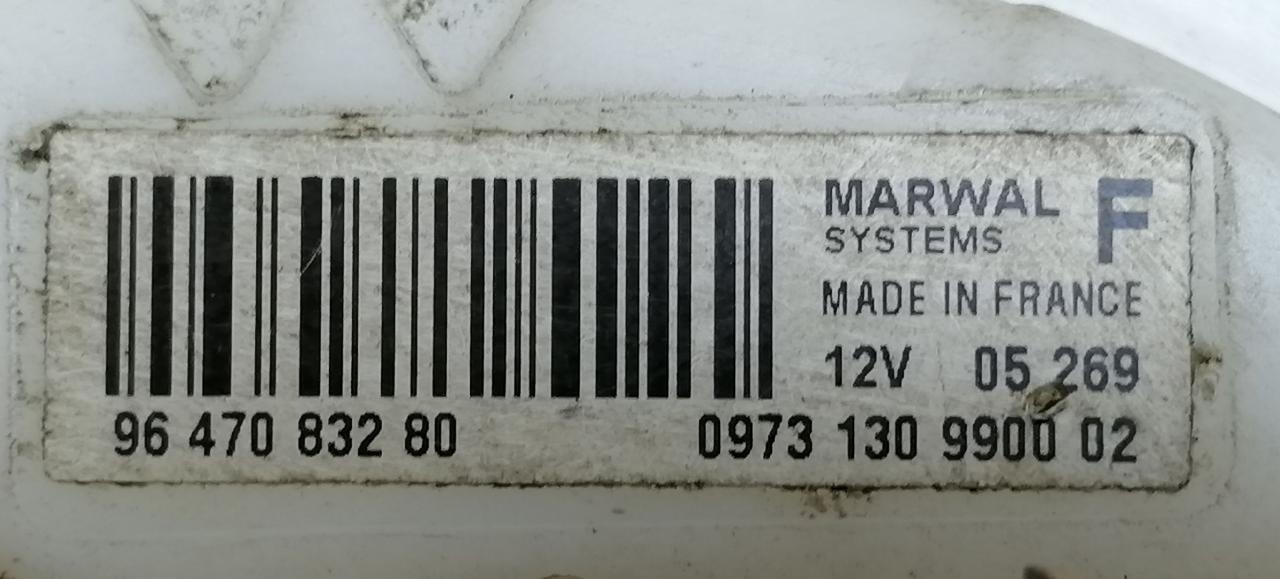 MARWAL F
SYSTEMS
MADE IN FRANCE
12V 05 269
96 470 832 80 0973 130 9900 02